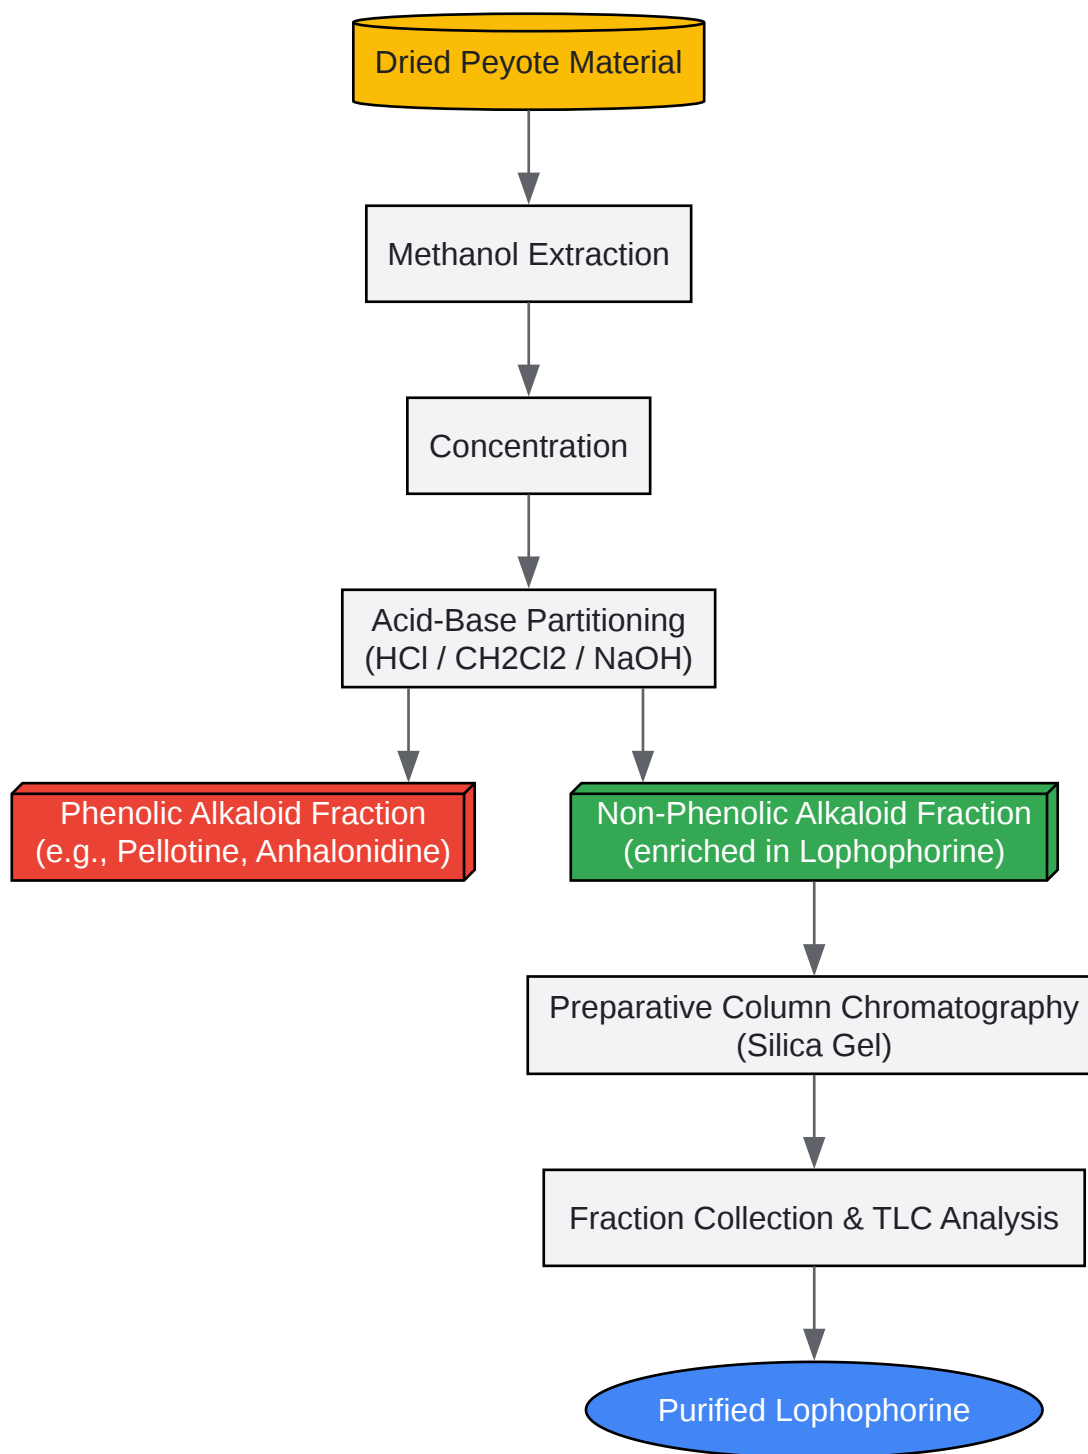 Dried Peyote Material
Methanol Extraction
Concentration
Acid-Base Partitioning
(HCl / CH2Cl2 / NaOH)
Phenolic Alkaloid Fraction
(e.g., Pellotine, Anhalonidine)
Non-Phenolic Alkaloid Fraction
(enriched in Lophophorine)
Preparative Column Chromatography
(Silica Gel)
Fraction Collection & TLC Analysis
Purified Lophophorine